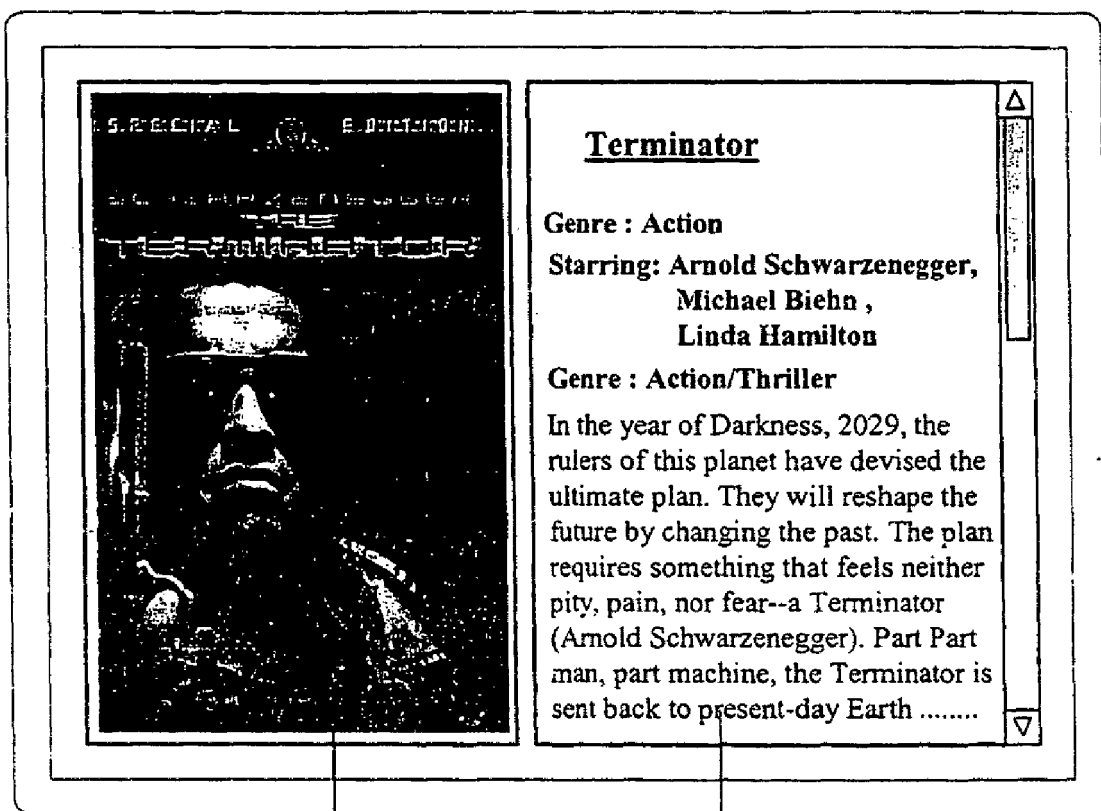 Terminator
Genre : Action
Starring: Arnold Schwarzenegger,
Michael Biehn ,
Linda Hamilton
Genre : Action/Thriller
In the year of Darkness, 2029, the
rulers of this planet have devised the
ultimate plan. They will reshape the
future by changing the past. The plan
requires something that feels neither
pity, pain, nor fear--a Terminator
(Arnold Schwarzenegger). Part Part
man, part machine, the Terminator is
sent back to present-day Earth ........